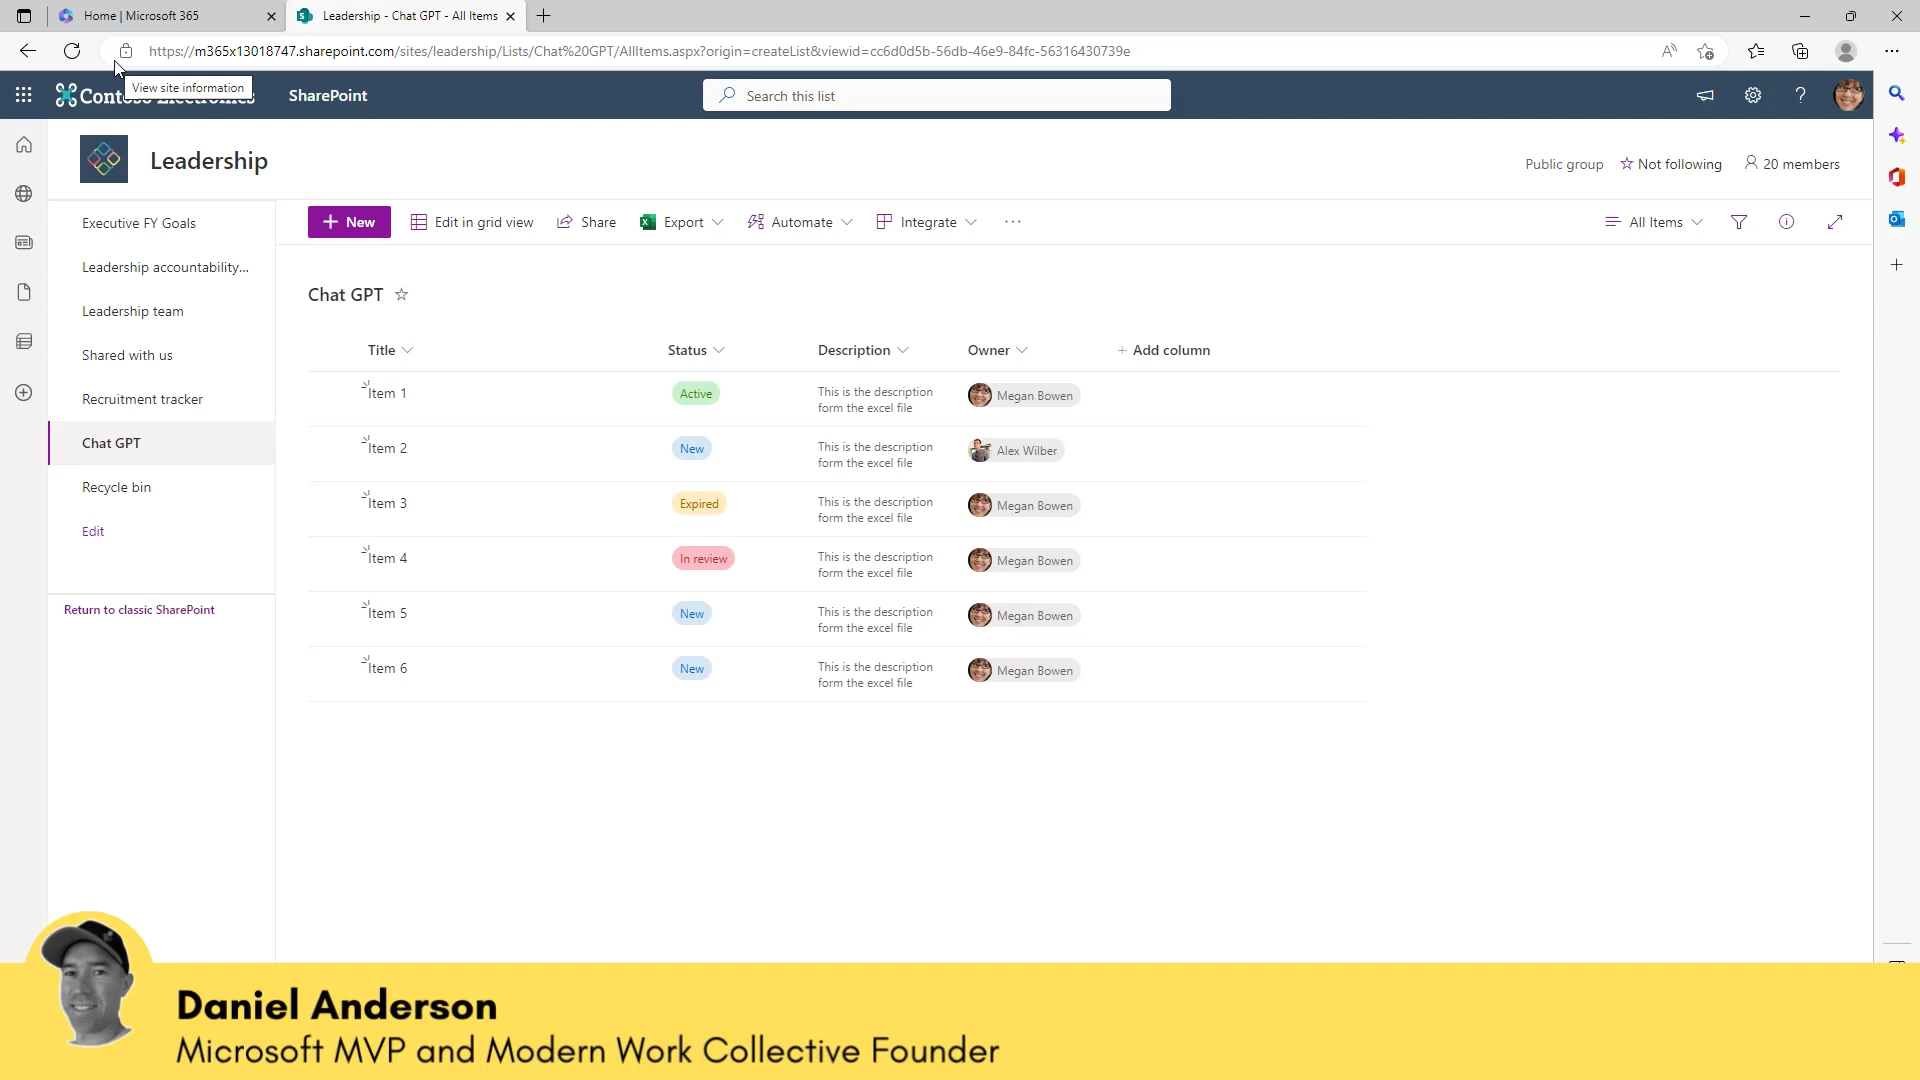 Home | Microsoft 365
Leadership - Chat GPT - All Items
https://m365x13018747.sharepoint.com/sites/leadership/Lists/Chat%20GPT/AllItems.aspx?origin=createList&viewid=cc6d0d5b-56db-46e9-84fc-56316430739e
View site information
SharePoint
Search this list
Leadership
Public group
Not following
20 members
Executive FY Goals
Leadership accountability...
Leadership team
Shared with us
Recruitment tracker
Chat GPT
Recycle bin
Edit
Return to classic SharePoint
+ New
Edit in grid view
Share
Export
Automate
Integrate
...
All Items
Chat GPT
Title
Status
Description
Owner
+ Add column
Item 1
Active
This is the description
form the excel file
Megan Bowen
Item 2
New
This is the description
form the excel file
Alex Wilber
Item 3
Expired
This is the description
form the excel file
Megan Bowen
Item 4
In review
This is the description
form the excel file
Megan Bowen
Item 5
New
This is the description
form the excel file
Megan Bowen
Item 6
New
This is the description
form the excel file
Megan Bowen
Daniel Anderson
Microsoft MVP and Modern Work Collective Founder